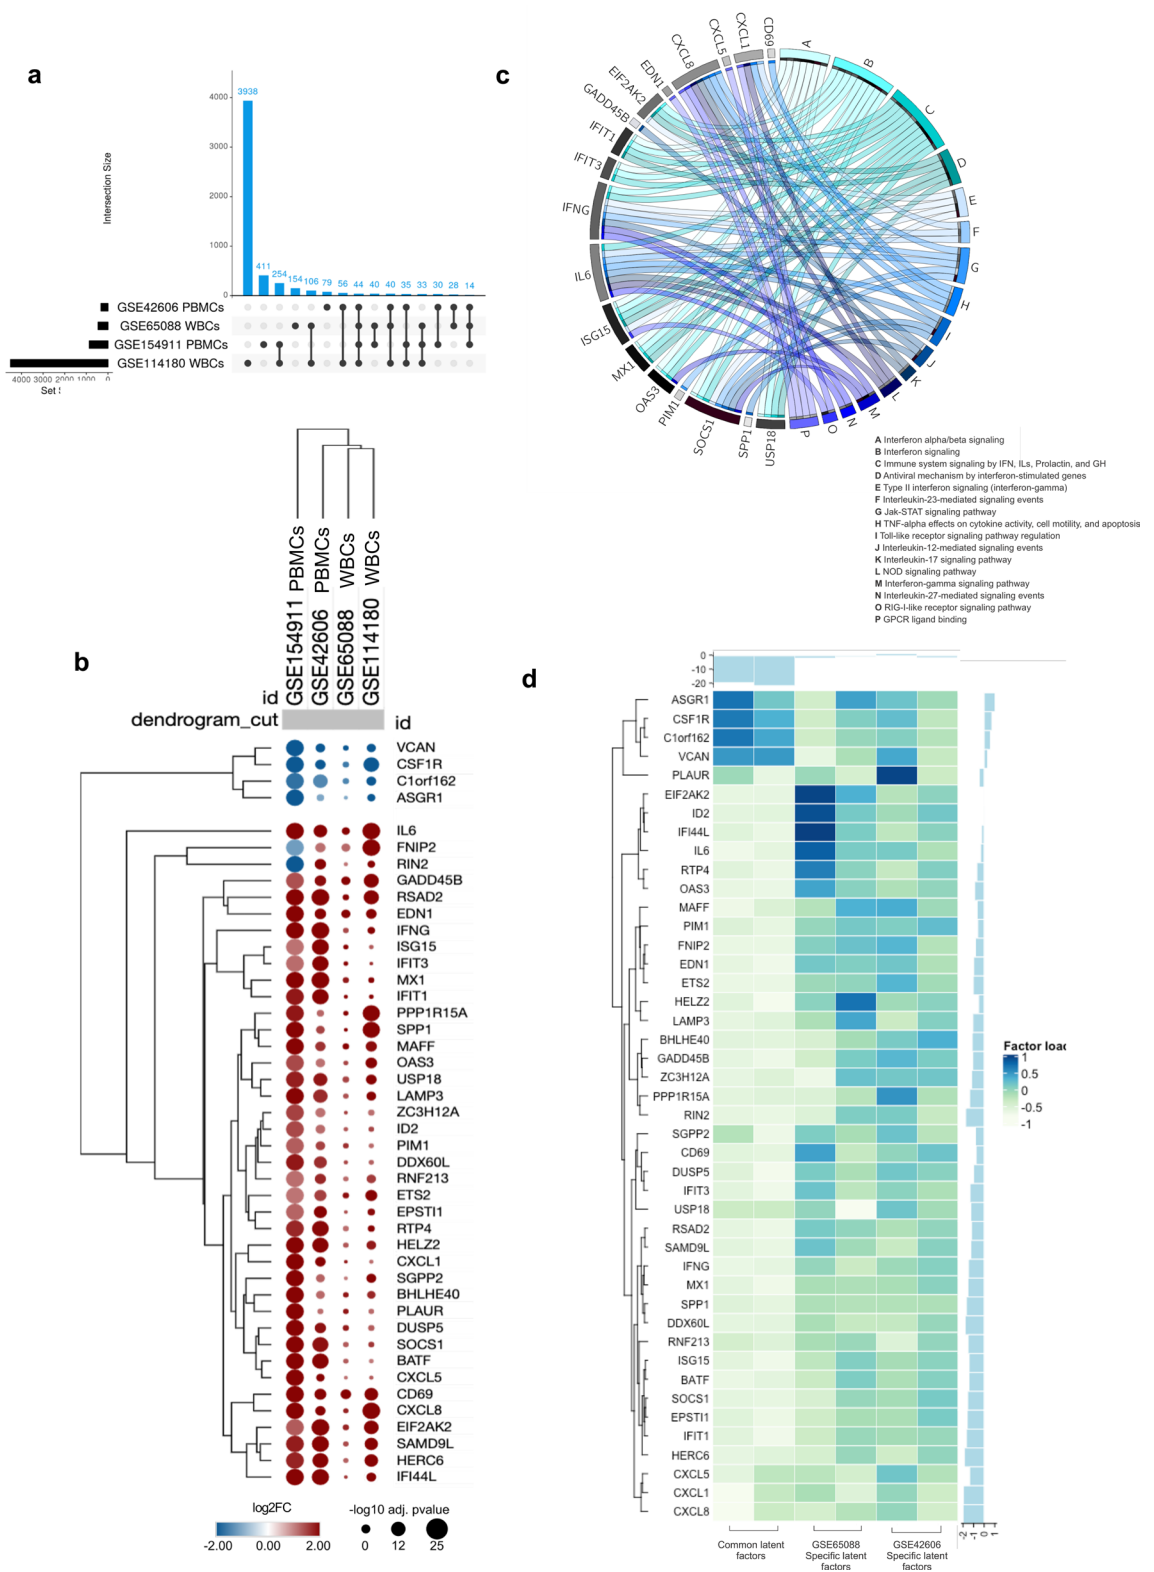 a
Intersection Size
4000
3000
2000
1000
0
3938
411
254
154
106
79
56
44
40
40
35
33
30
28
14
GSE42606 PBMCs
GSE65088 WBCs
GSE154911 PBMCs
GSE114180 WBCs
4000 3000 2000 1000 0
c
A
B
C
D
E
F
G
H
I
J
K
L
M
N
O
P
USP18
SPP1
SOCS1
PIM1
OAS3
MX1
ISG15
IL6
IFNG
IFIT3
IFIT1
GADD45B
EIF2AK2
EDN1
CXCL8
CXCL5
CXCL1
CD69
A Interferon alpha/beta signaling
B Interferon signaling
C Immune system signaling by IFN, ILs, Prolactin, and GH
D Antiviral mechanism by interferon-stimulated genes
E Type II interferon signaling (interferon-gamma)
F Interleukin-23-mediated signaling events
G Jak-STAT signaling pathway
H TNF-alpha effects on cytokine activity, cell motility, and apoptosis
I Toll-like receptor signaling pathway regulation
J Interleukin-12-mediated signaling events
K Interleukin-17 signaling pathway
L NOD signaling pathway
M Interferon-gamma signaling pathway
N Interleukin-27-mediated signaling events
O RIG-I-like receptor signaling pathway
P GPCR ligand binding
b
GSE154911 PBMCs
GSE42606 PBMCs
GSE65088 WBCs
GSE114180 WBCs
id
dendrogram_cut
id
VCAN
CSF1R
C1orf162
ASGR1
IL6
FNIP2
RIN2
GADD45B
RSAD2
EDN1
IFNG
ISG15
IFIT3
MX1
IFIT1
PPP1R15A
SPP1
MAFF
OAS3
USP18
LAMP3
ZC3H12A
ID2
PIM1
DDX60L
RNF213
ETS2
EPSTI1
RTP4
HELZ2
CXCL1
SGPP2
BHLHE40
PLAUR
DUSP5
SOCS1
BATF
CXCL5
CD69
CXCL8
EIF2AK2
SAMD9L
HERC6
IFI44L
log2FC
-2.00 0.00 2.00
-log10 adj. pvalue
0 12 25
d
0
-10
-20
ASGR1
CSF1R
C1orf162
VCAN
PLAUR
EIF2AK2
ID2
IFI44L
IL6
RTP4
OAS3
MAFF
PIM1
FNIP2
EDN1
ETS2
HELZ2
LAMP3
BHLHE40
GADD45B
ZC3H12A
PPP1R15A
RIN2
SGPP2
CD69
DUSP5
IFIT3
USP18
RSAD2
SAMD9L
IFNG
MX1
SPP1
DDX60L
RNF213
ISG15
BATF
SOCS1
EPSTI1
IFIT1
HERC6
CXCL5
CXCL1
CXCL8
-2 -1 0 1
Factor loa
1
0.5
0
-0.5
-1
Common latent
factors
GSE65088
Specific latent
factors
GSE42606
Specific latent
factors